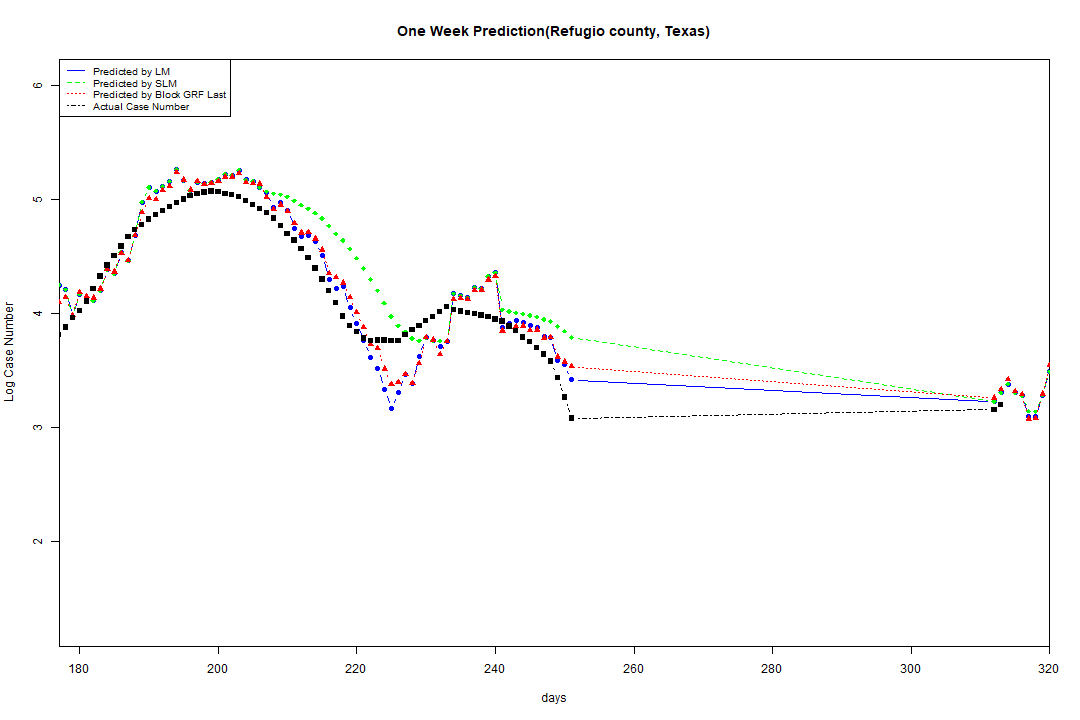 One Week Prediction(Refugio county, Texas)
Predicted by LM
Predicted by SLM
Predicted by Block GRF Last
Actual Case Number
6
5
4
3
2
Log Case Number
180 200 220 240 260 280 300 320
days